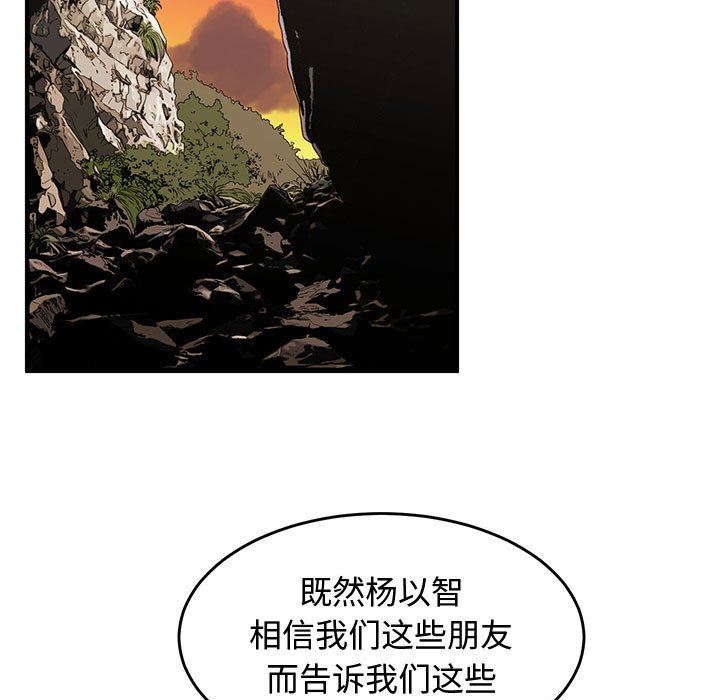 既然杨以智
相信我们这些朋友
而告诉我们这些